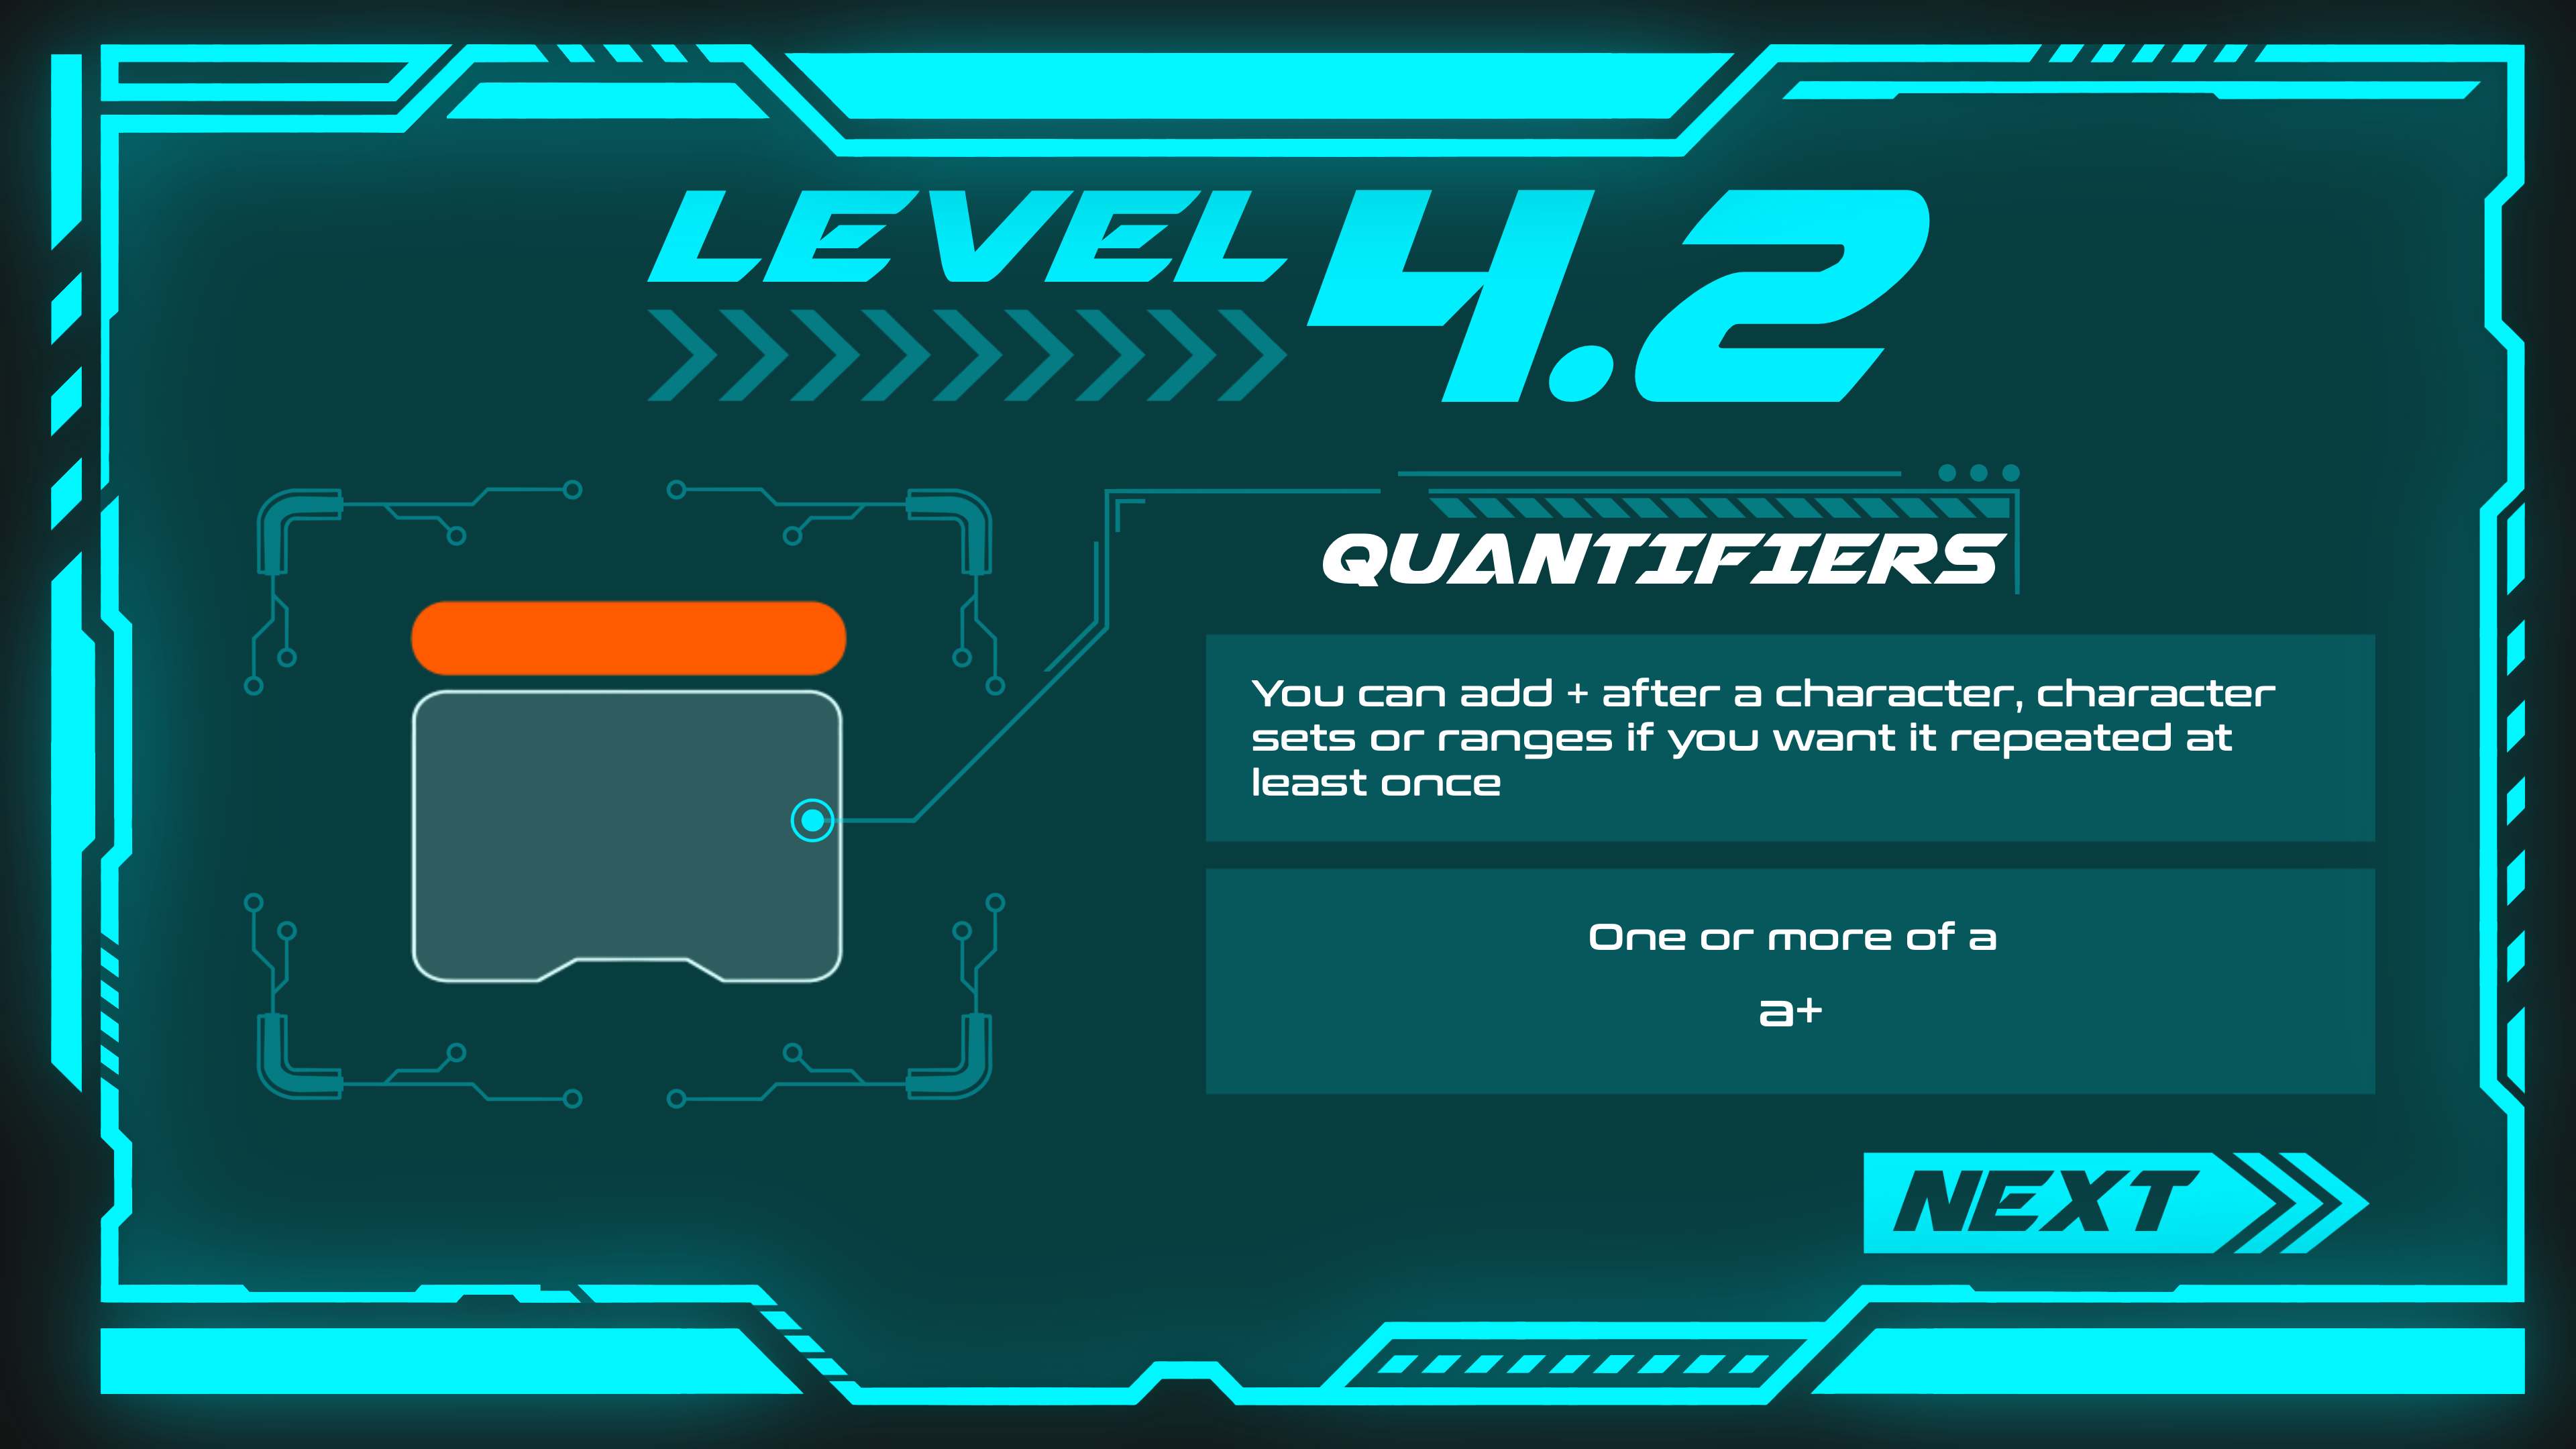 LEVEL 4.2
QUANTIFIERS
You can add + after a character, character
sets or ranges if you want it repeated at
least once
One or more of a
a+
NEXT